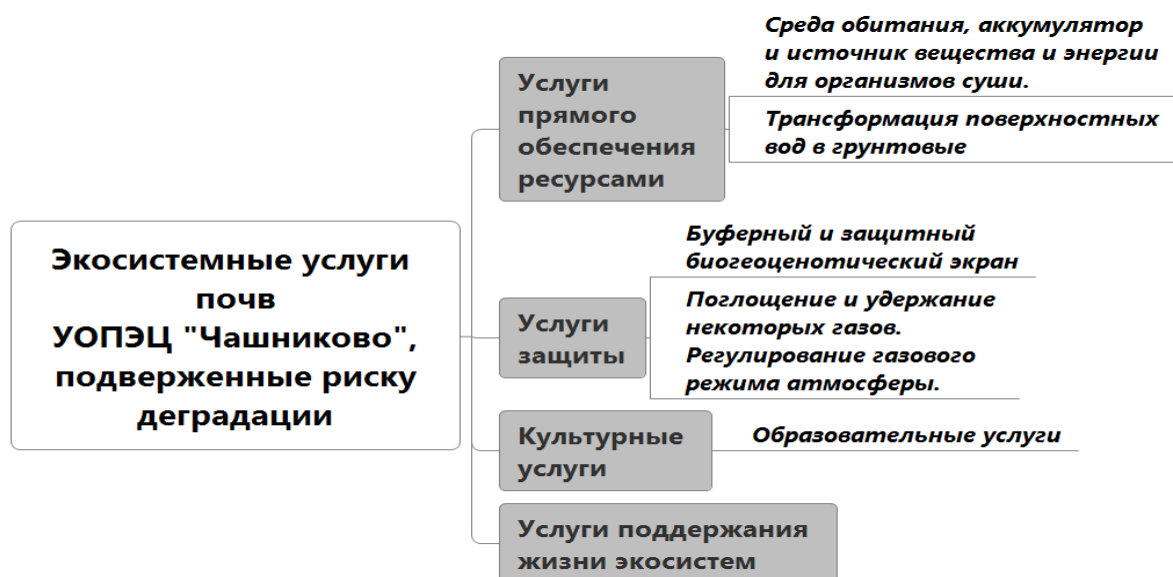 Экосистемные услуги
почв
УОПЭЦ "Чашниково",
подверженные риску
деградации
Услуги
прямого
обеспечения
ресурсами
Среда обитания, аккумулятор
и источник вещества и энергии
для организмов суши.
Трансформация поверхностных
вод в грунтовые
Услуги
защиты
Буферный и защитный
биогеоценотический экран
Поглощение и удержание
некоторых газов.
Регулирование газового
режима атмосферы.
Культурные
услуги
Образовательные услуги
Услуги поддержания
жизни экосистем